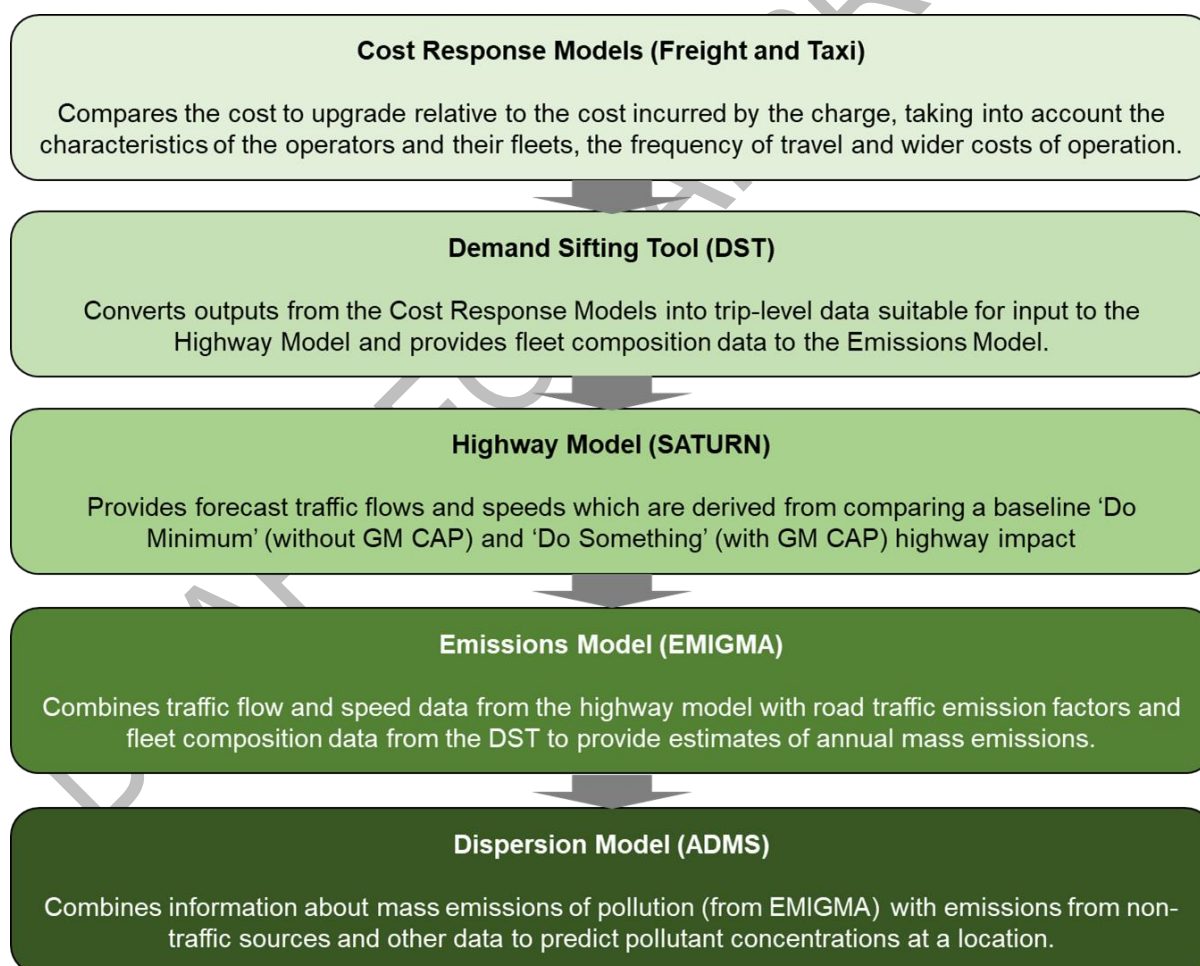 Cost Response Models (Freight and Taxi)
Compares the cost to upgrade relative to the cost incurred by the charge, taking into account the
characteristics of the operators and their fleets, the frequency of travel and wider costs of operation.
Demand Sifting Tool (DST)
Converts outputs from the Cost Response Models into trip-level data suitable for input to the
Highway Model and provides fleet composition data to the Emissions Model.
Highway Model (SATURN)
Provides forecast traffic flows and speeds which are derived from comparing a baseline ‘Do
Minimum’ (without GM CAP) and ‘Do Something’ (with GM CAP) highway impact
Emissions Model (EMIGMA)
Combines traffic flow and speed data from the highway model with road traffic emission factors and
fleet composition data from the DST to provide estimates of annual mass emissions.
Dispersion Model (ADMS)
Combines information about mass emissions of pollution (from EMIGMA) with emissions from non-
traffic sources and other data to predict pollutant concentrations at a location.